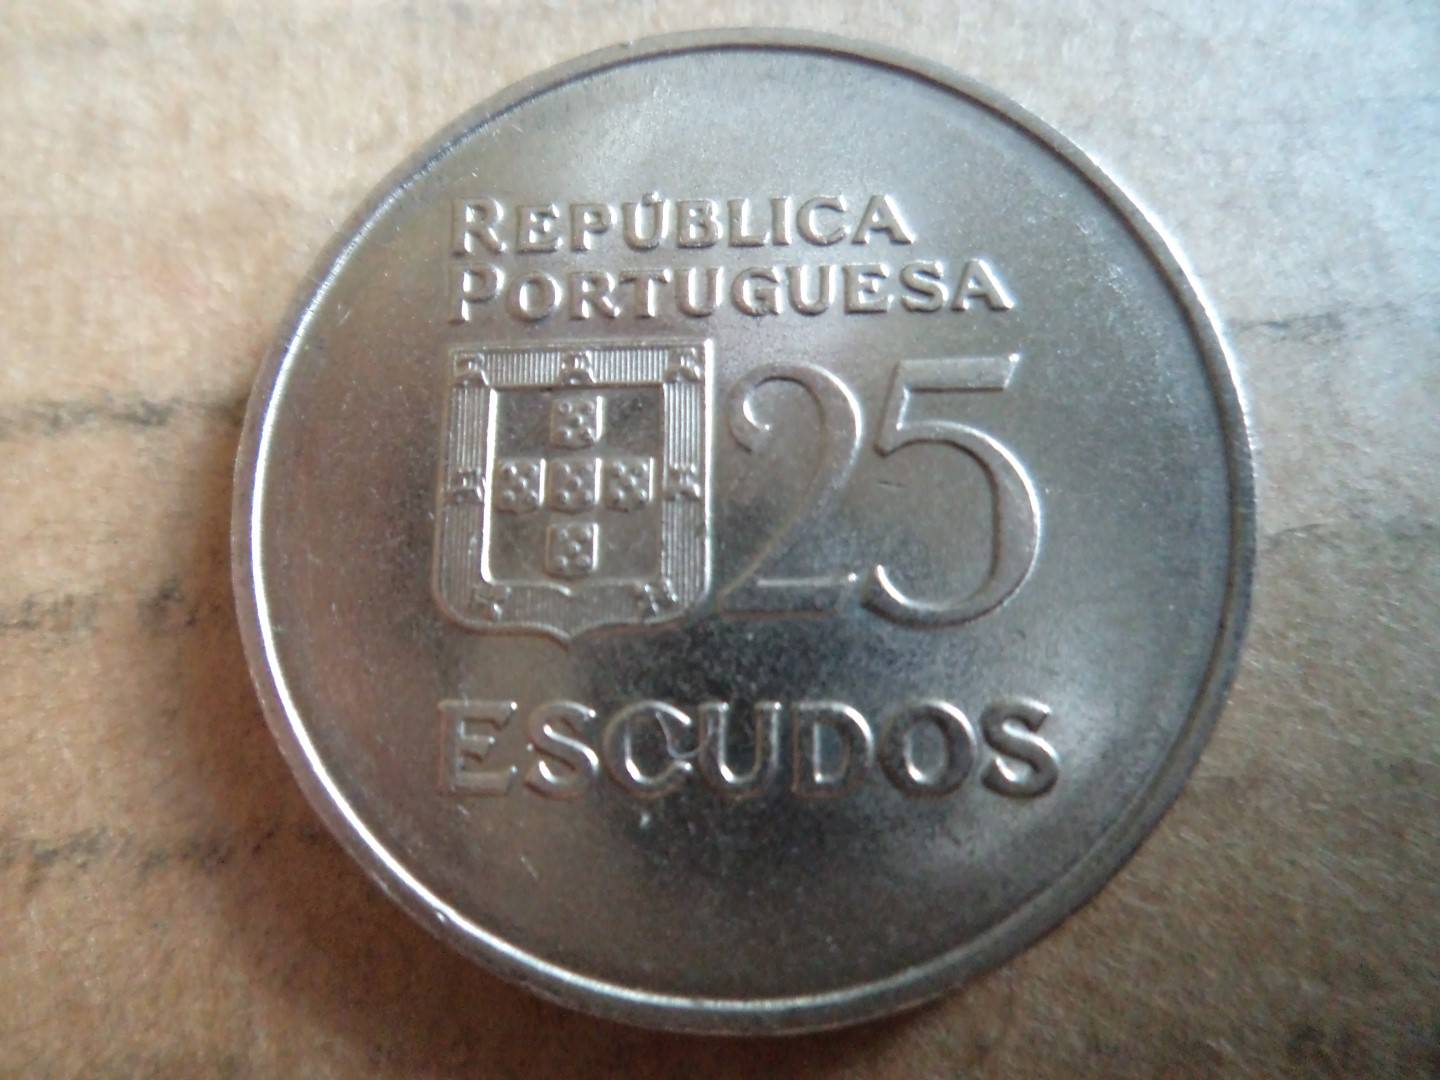 REPÚBLICA
PORTUGUESA
25
ESCUDOS